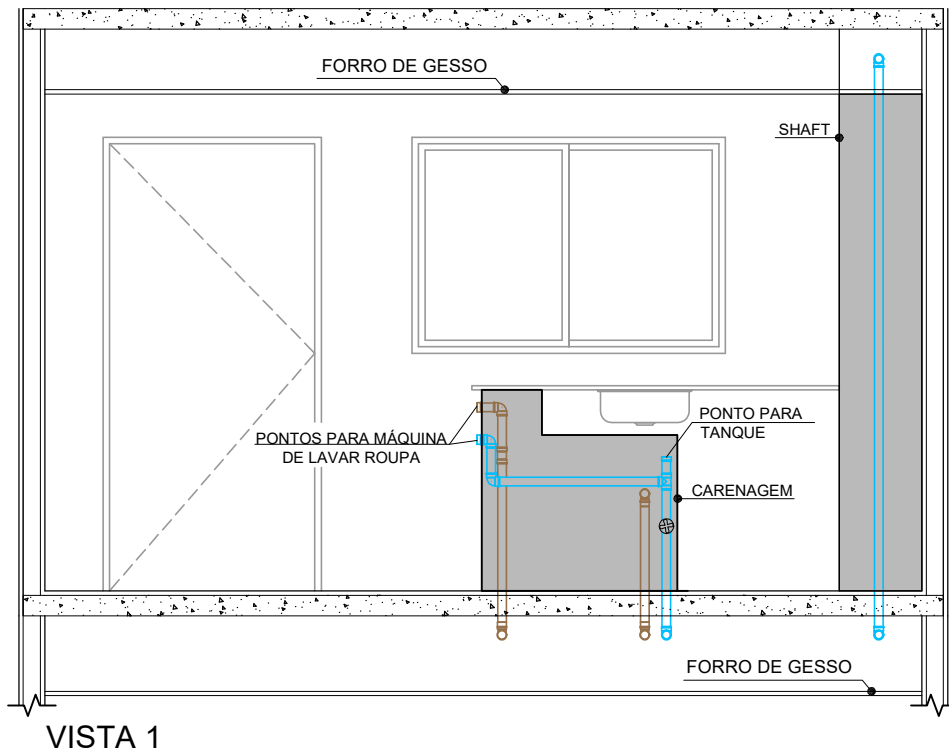 FORRO DE GESSO
SHAFT
PONTO PARA
TANQUE
PONTOS PARA MÁQUINA
DE LAVAR ROUPA
CARENAGEM
FORRO DE GESSO
VISTA 1